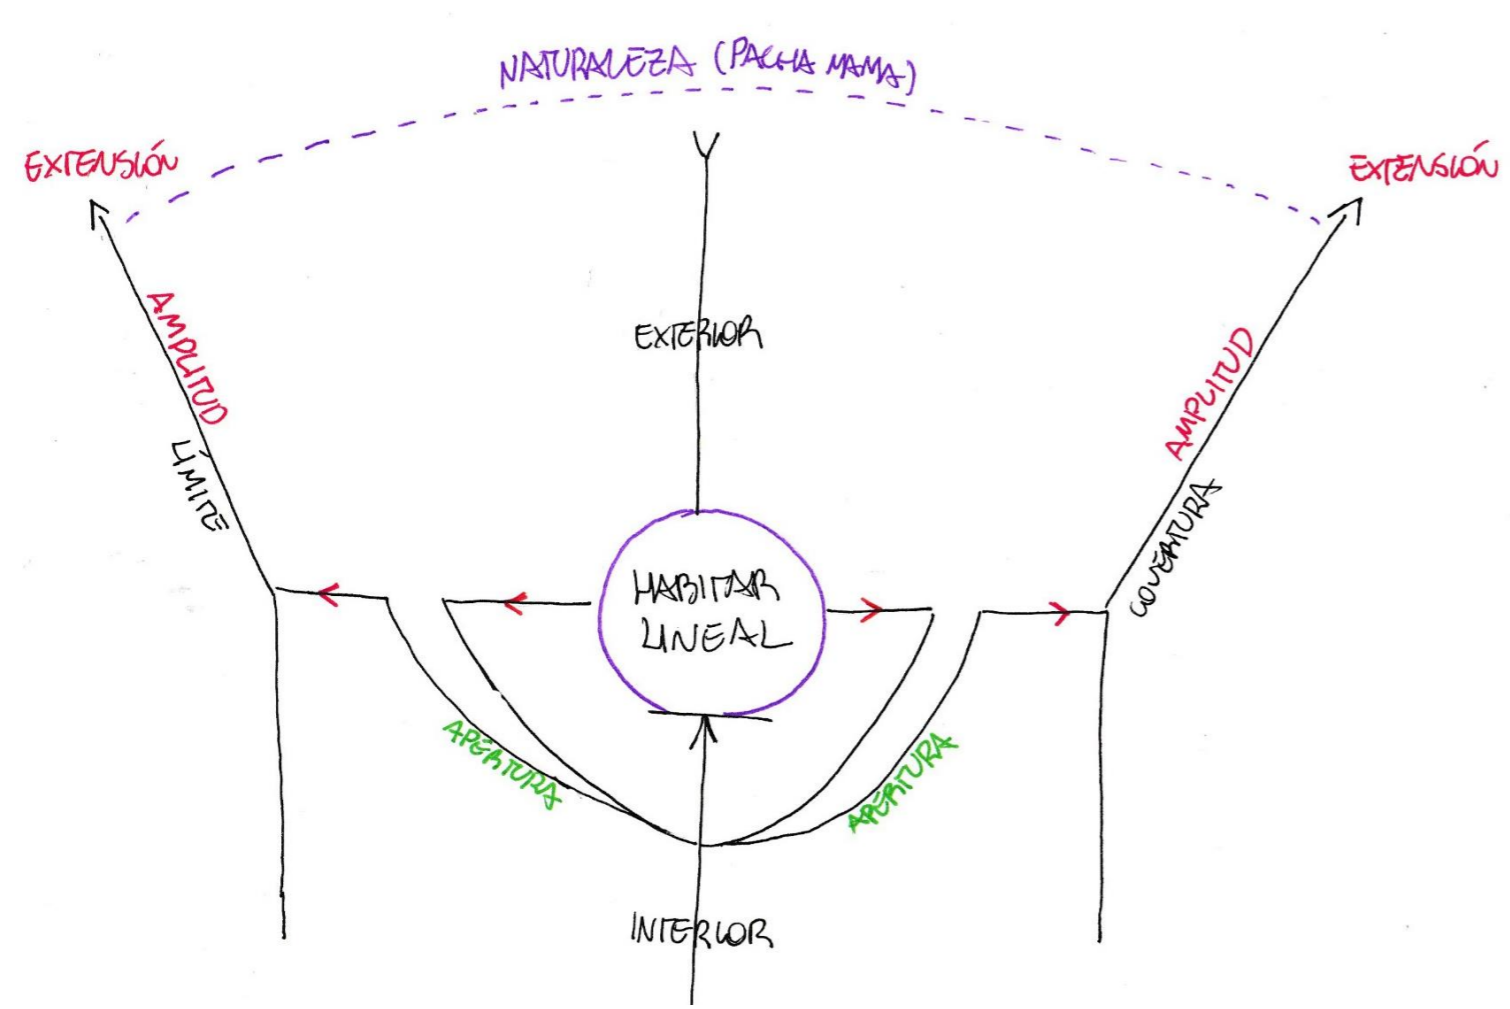 NATURALEZA (PACHA MAMA)
EXTENSIÓN
EXTENSIÓN
AMPLITUD
LÍMITE
EXTERIOR
AMPLITUD
COVERTURA
HABITAR
LINEAL
APERTURA
APERTURA
INTERIOR